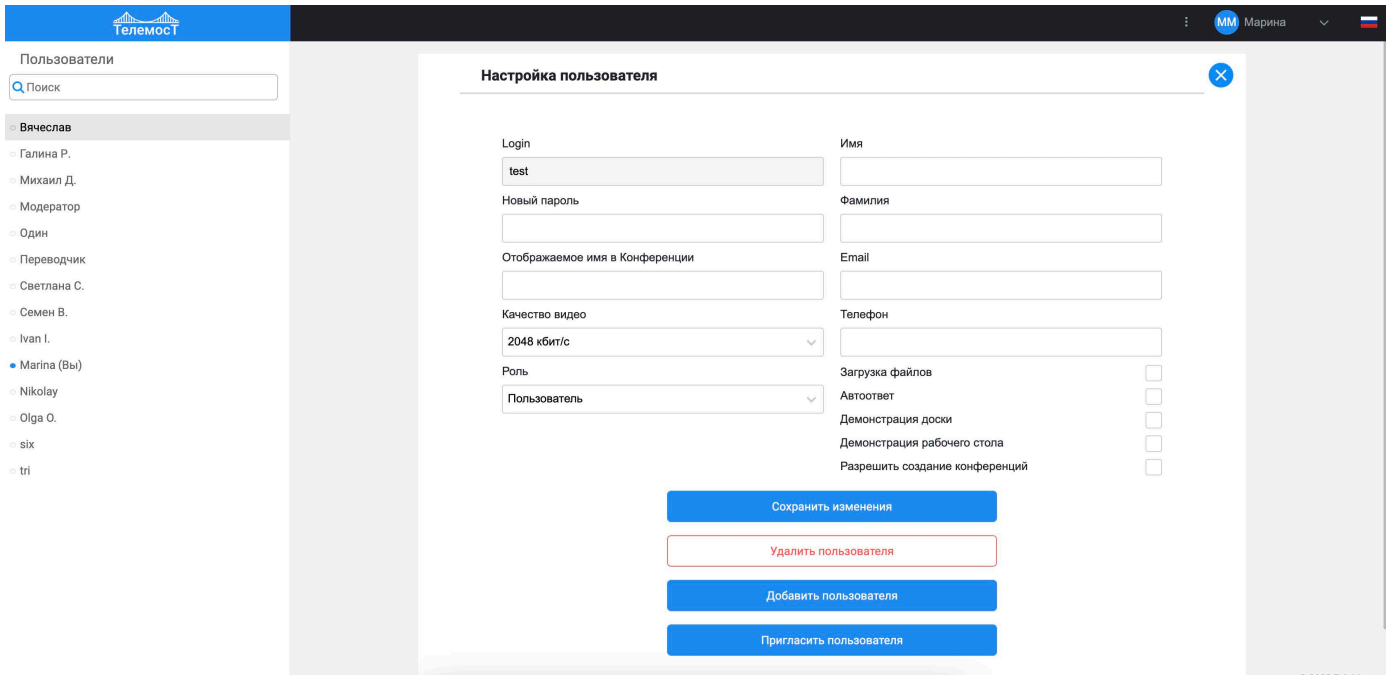 ТелемосТ
ММ Марина
Пользователи
Поиск
Вячеслав
Галина Р.
Михаил Д.
Модератор
Один
Переводчик
Светлана С.
Семен В.
Ivan I.
Marina (Вы)
Nikolay
Olga O.
six
tri
Настройка пользователя
Login
test
Новый пароль
Отображаемое имя в Конференции
Качество видео
2048 кбит/с
Роль
Пользователь
Имя
Фамилия
Email
Телефон
Загрузка файлов
Автоответ
Демонстрация доски
Демонстрация рабочего стола
Разрешить создание конференций
Сохранить изменения
Удалить пользователя
Добавить пользователя
Пригласить пользователя